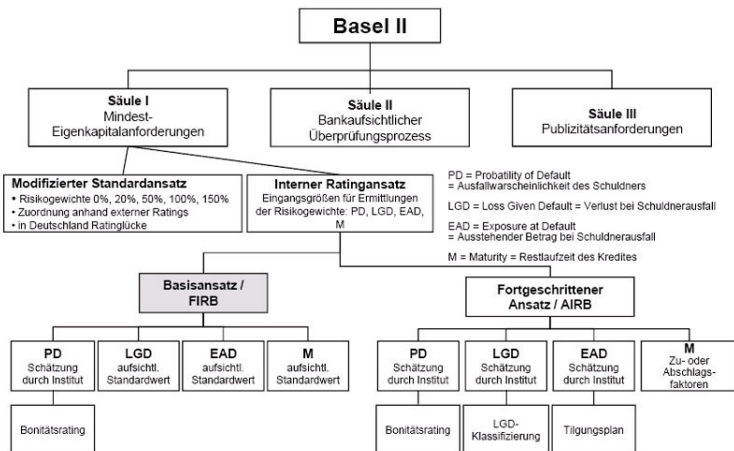 Basel II
Säule I
Mindest-
Eigenkapitalanforderungen
Säule II
Bankaufsichtlicher
Überprüfungsprozess
Säule III
Publizitätsanforderungen
Modifizierter Standardansatz
• Risikogewichte 0%, 20%, 50%, 100%, 150%
• Zuordnung anhand externer Ratings
• in Deutschland Ratinglücke
Interner Ratingansatz
Eingangsgrößen für Ermittlungen
der Risikogewichte: PD, LGD, EAD,
M
PD = Probatility of Default
= Ausfallwarscheinlichkeit des Schuldners
LGD = Loss Given Default = Verlust bei Schuldnerausfall
EAD = Exposure at Default
= Ausstehender Betrag bei Schuldnerausfall
M = Maturity = Restlaufzeit des Kredites
Basisansatz /
FIRB
Fortgeschrittener
Ansatz / AIRB
PD
Schätzung
durch Institut
LGD
aufsichtl.
Standardwert
EAD
aufsichtl.
Standardwert
M
aufsichtl.
Standardwert
Bonitätsrating
PD
Schätzung
durch Institut
LGD
Schätzung
durch Institut
EAD
Schätzung
durch Institut
M
Zu- oder
Abschlags-
faktoren
Bonitätsrating
LGD-
Klassifizierung
Tilgungsplan